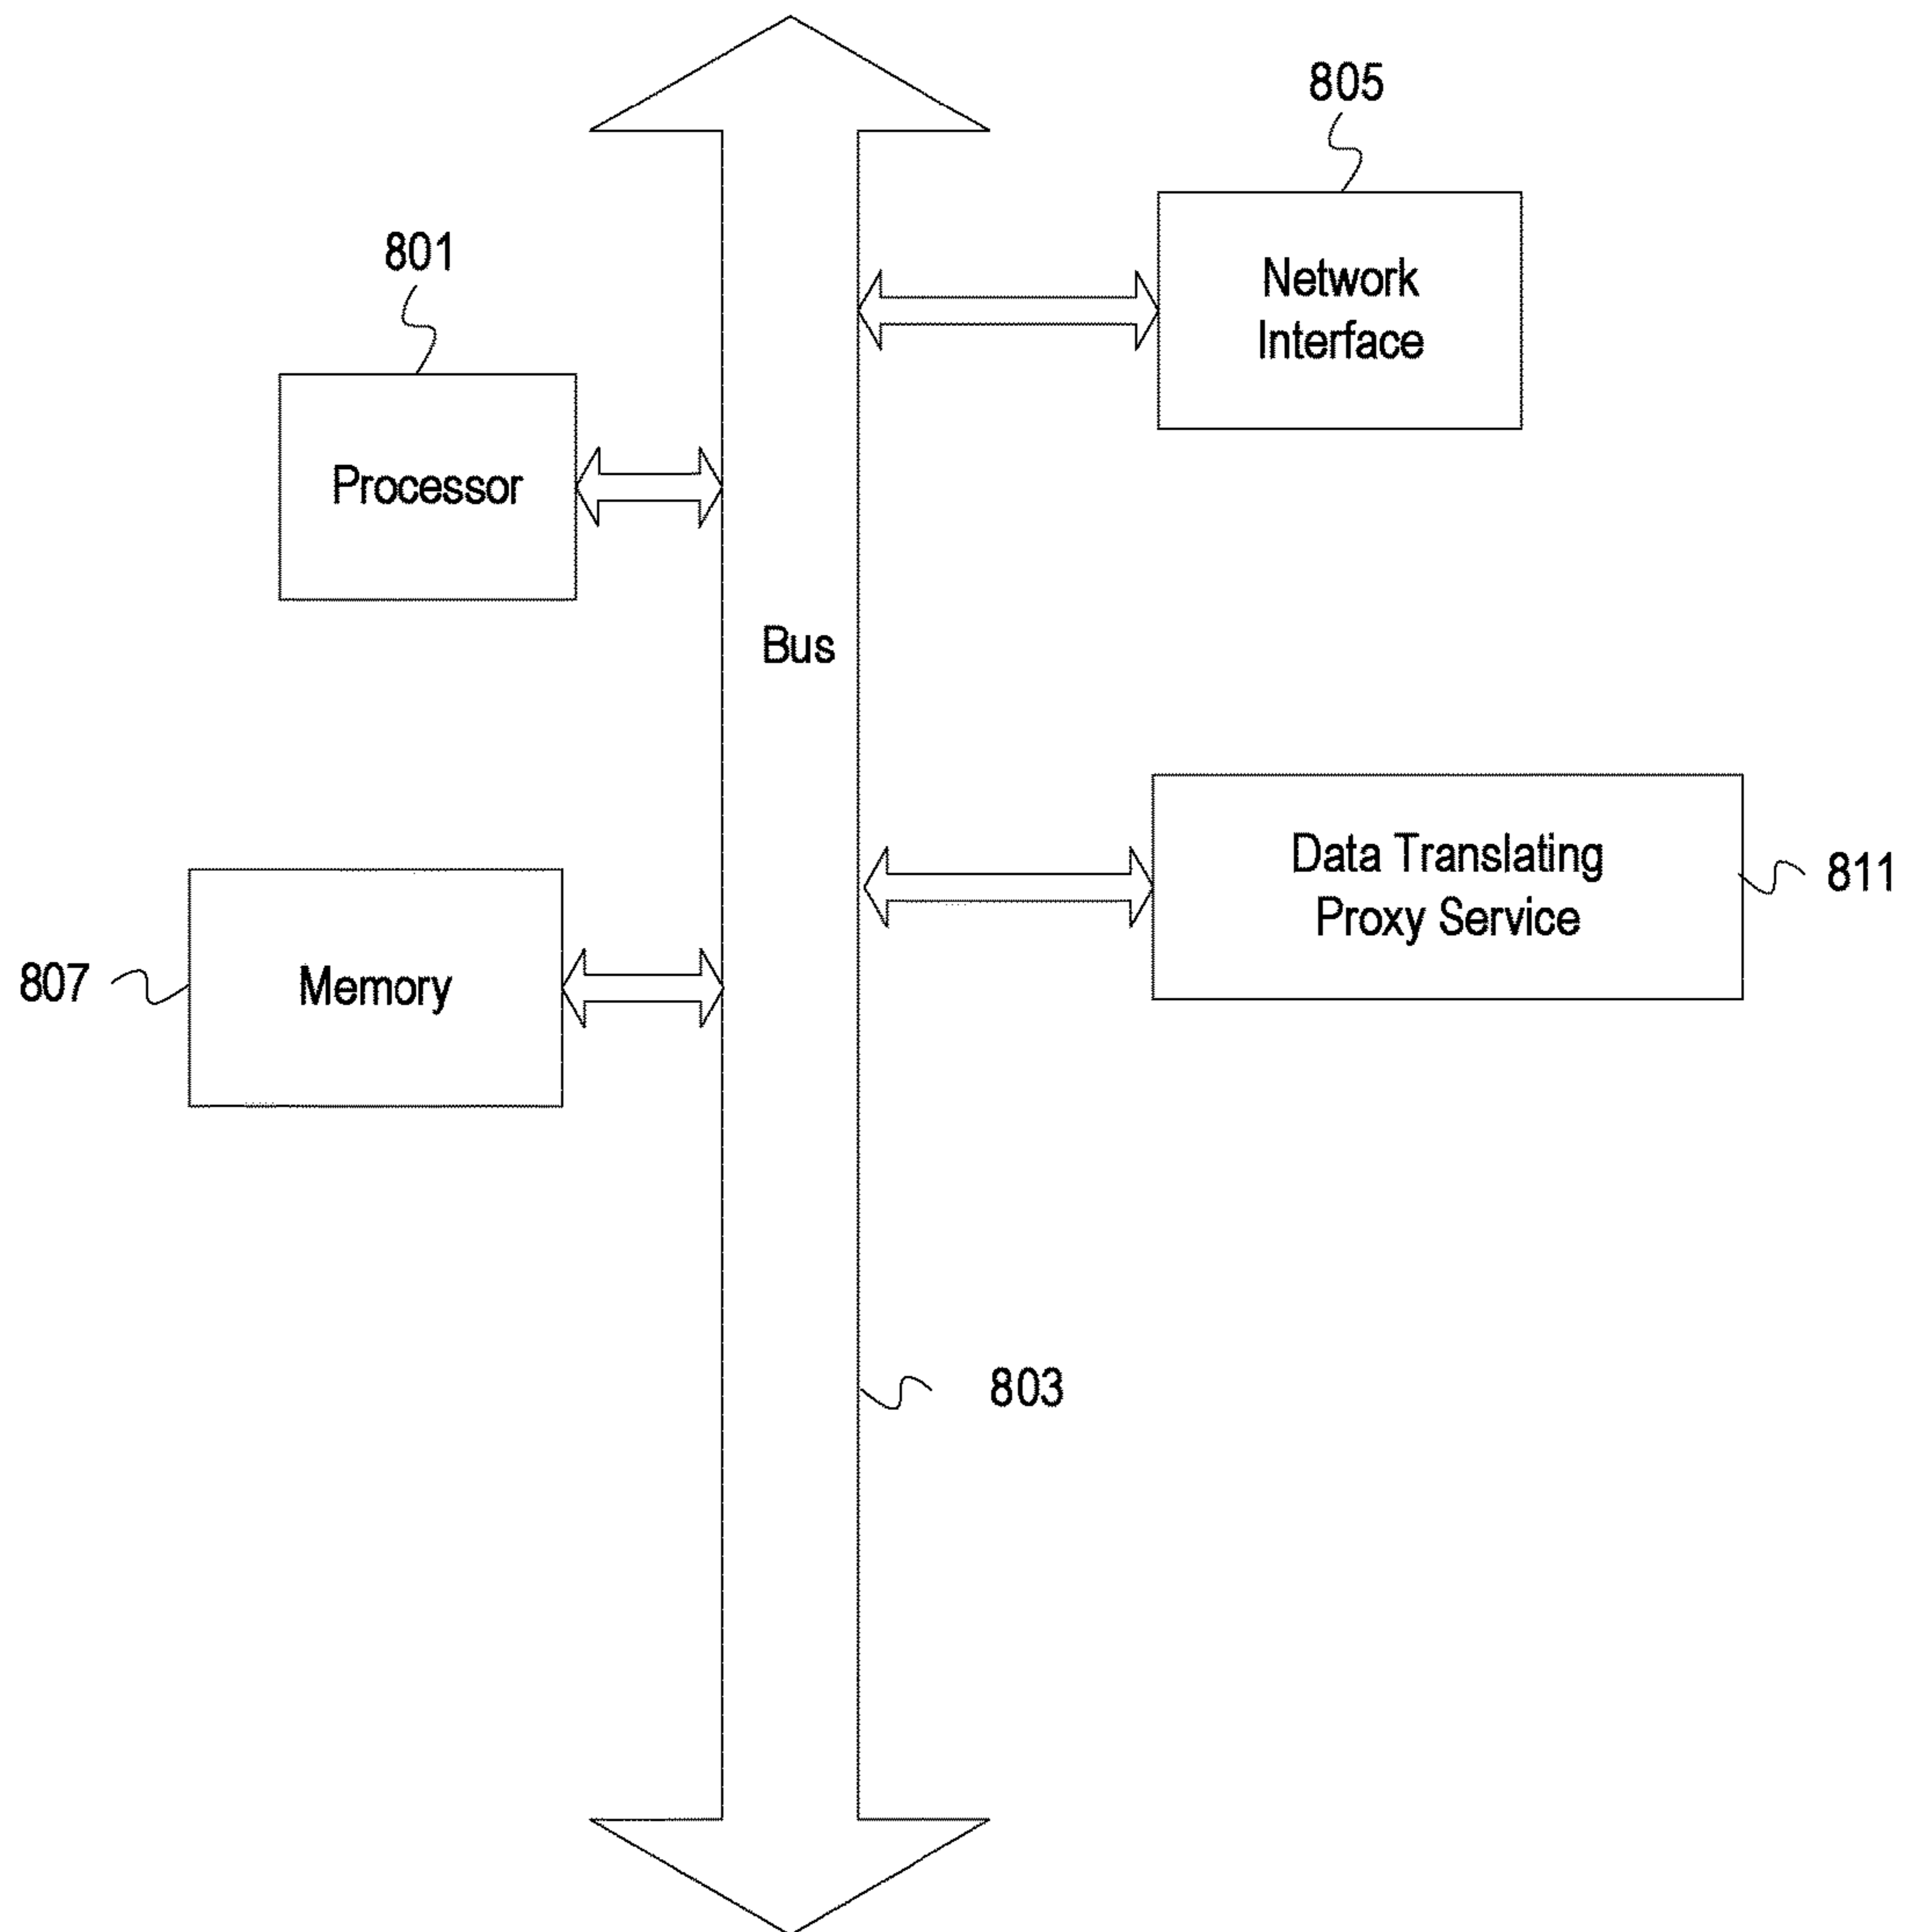 805
801
Network
Interface
Processor
Bus
Data Translating
Proxy Service
811
807
Memory
803